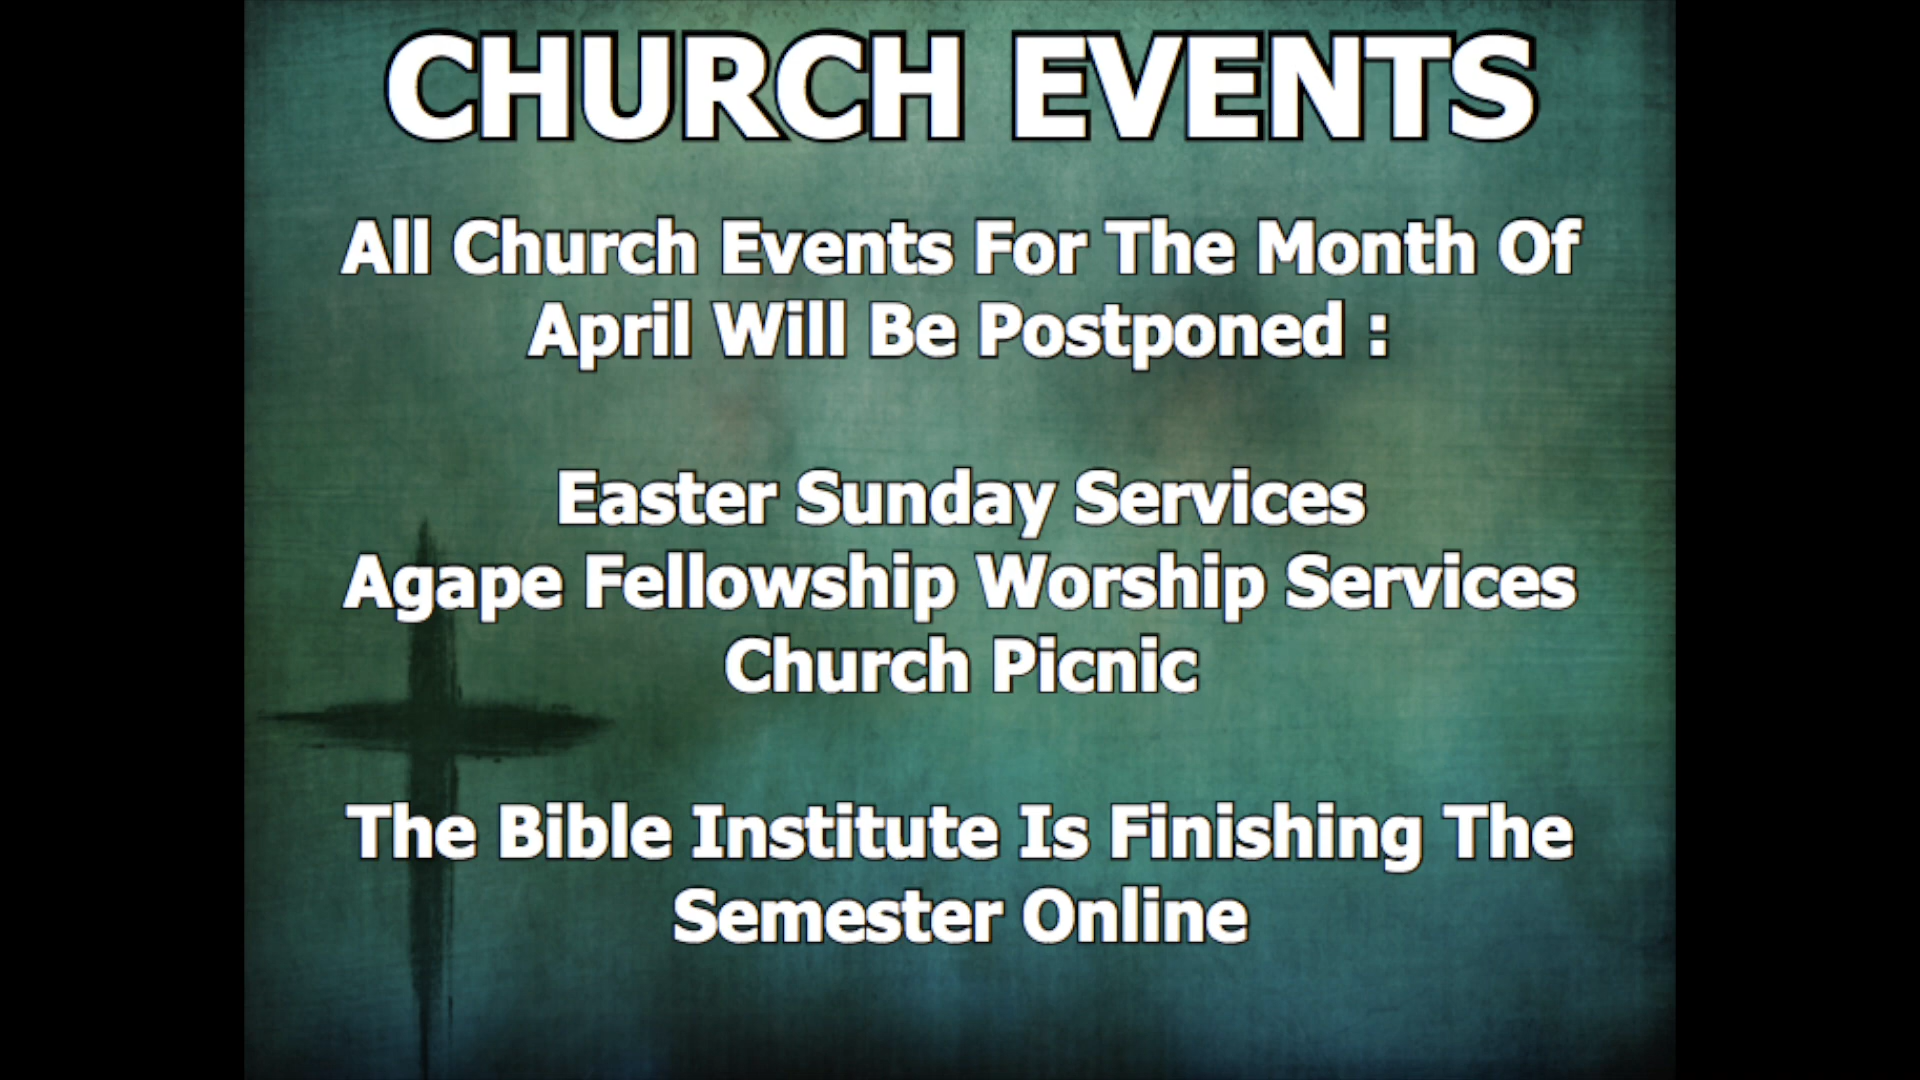 CHURCH EVENTS
All Church Events For The Month Of
April Will Be Postponed :
Easter Sunday Services
Agape Fellowship Worship Services
Church Picnic
The Bible Institute Is Finishing The
Semester Online